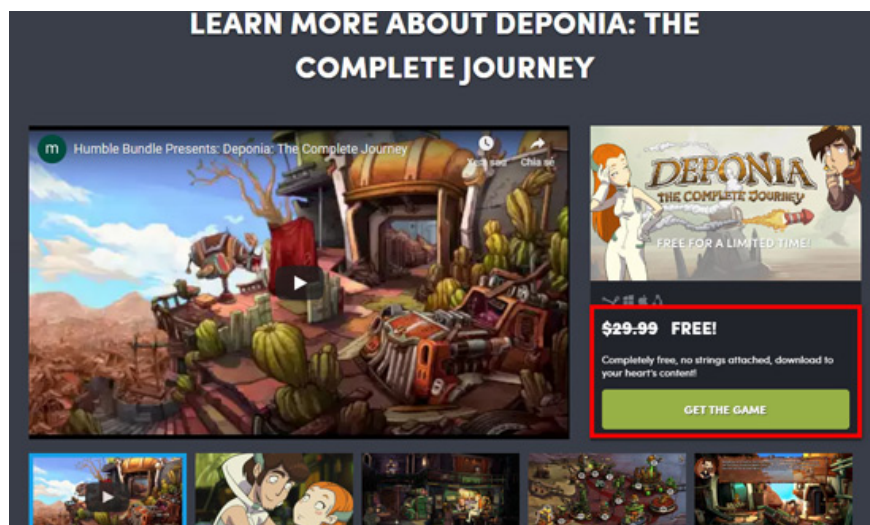 LEARN MORE ABOUT DEPONIA: THE
COMPLETE JOURNEY
m
Humble Bundle Presents: Deponia: The Complete Journey
Xem sau
Chia sẻ
DEPONIA
THE COMPLETE JOURNEY
FREE FOR A LIMITED TIME!
$29.99 FREE!
Completely free, no strings attached, download to
your heart's content!
GET THE GAME